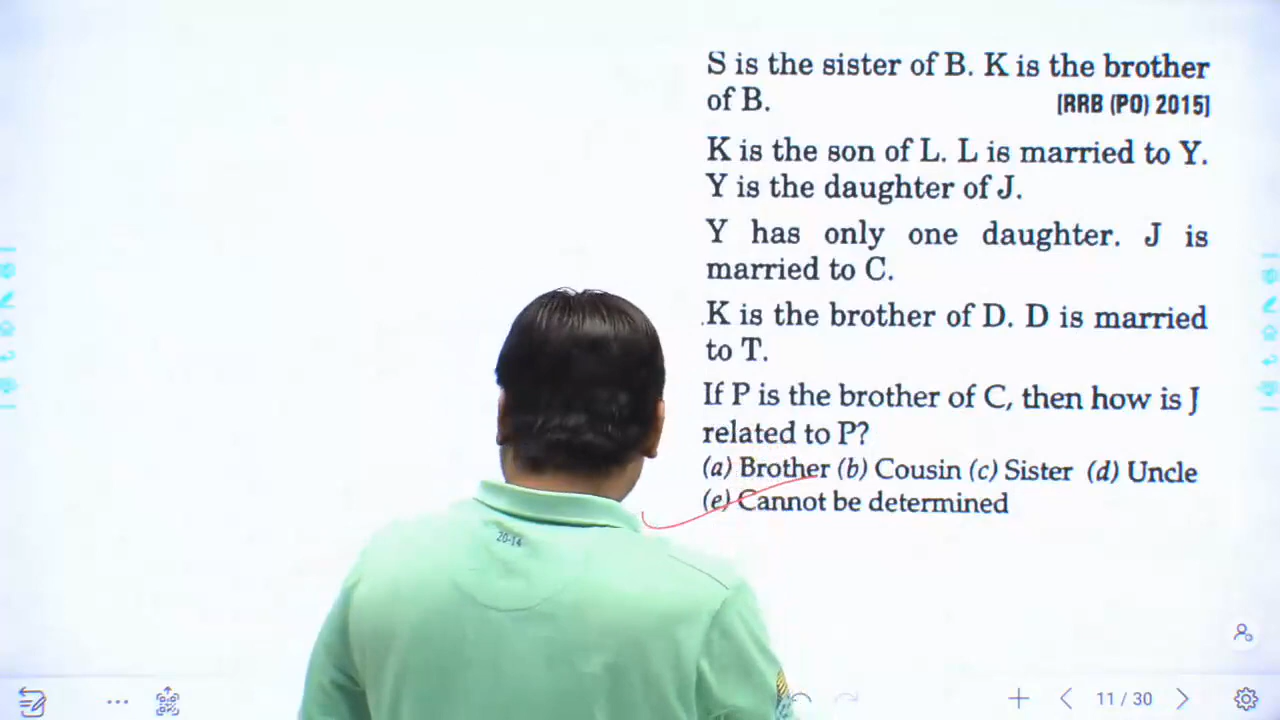 S is the sister of B. K is the brother
of B. [RRB (PO) 2015]
K is the son of L. L is married to Y.
Y is the daughter of J.
Y has only one daughter. J is
married to C.
K is the brother of D. D is married
to T.
If P is the brother of C, then how is J
related to P?
(a) Brother (b) Cousin (c) Sister (d) Uncle
(e) Cannot be determined
20-14
11 / 30